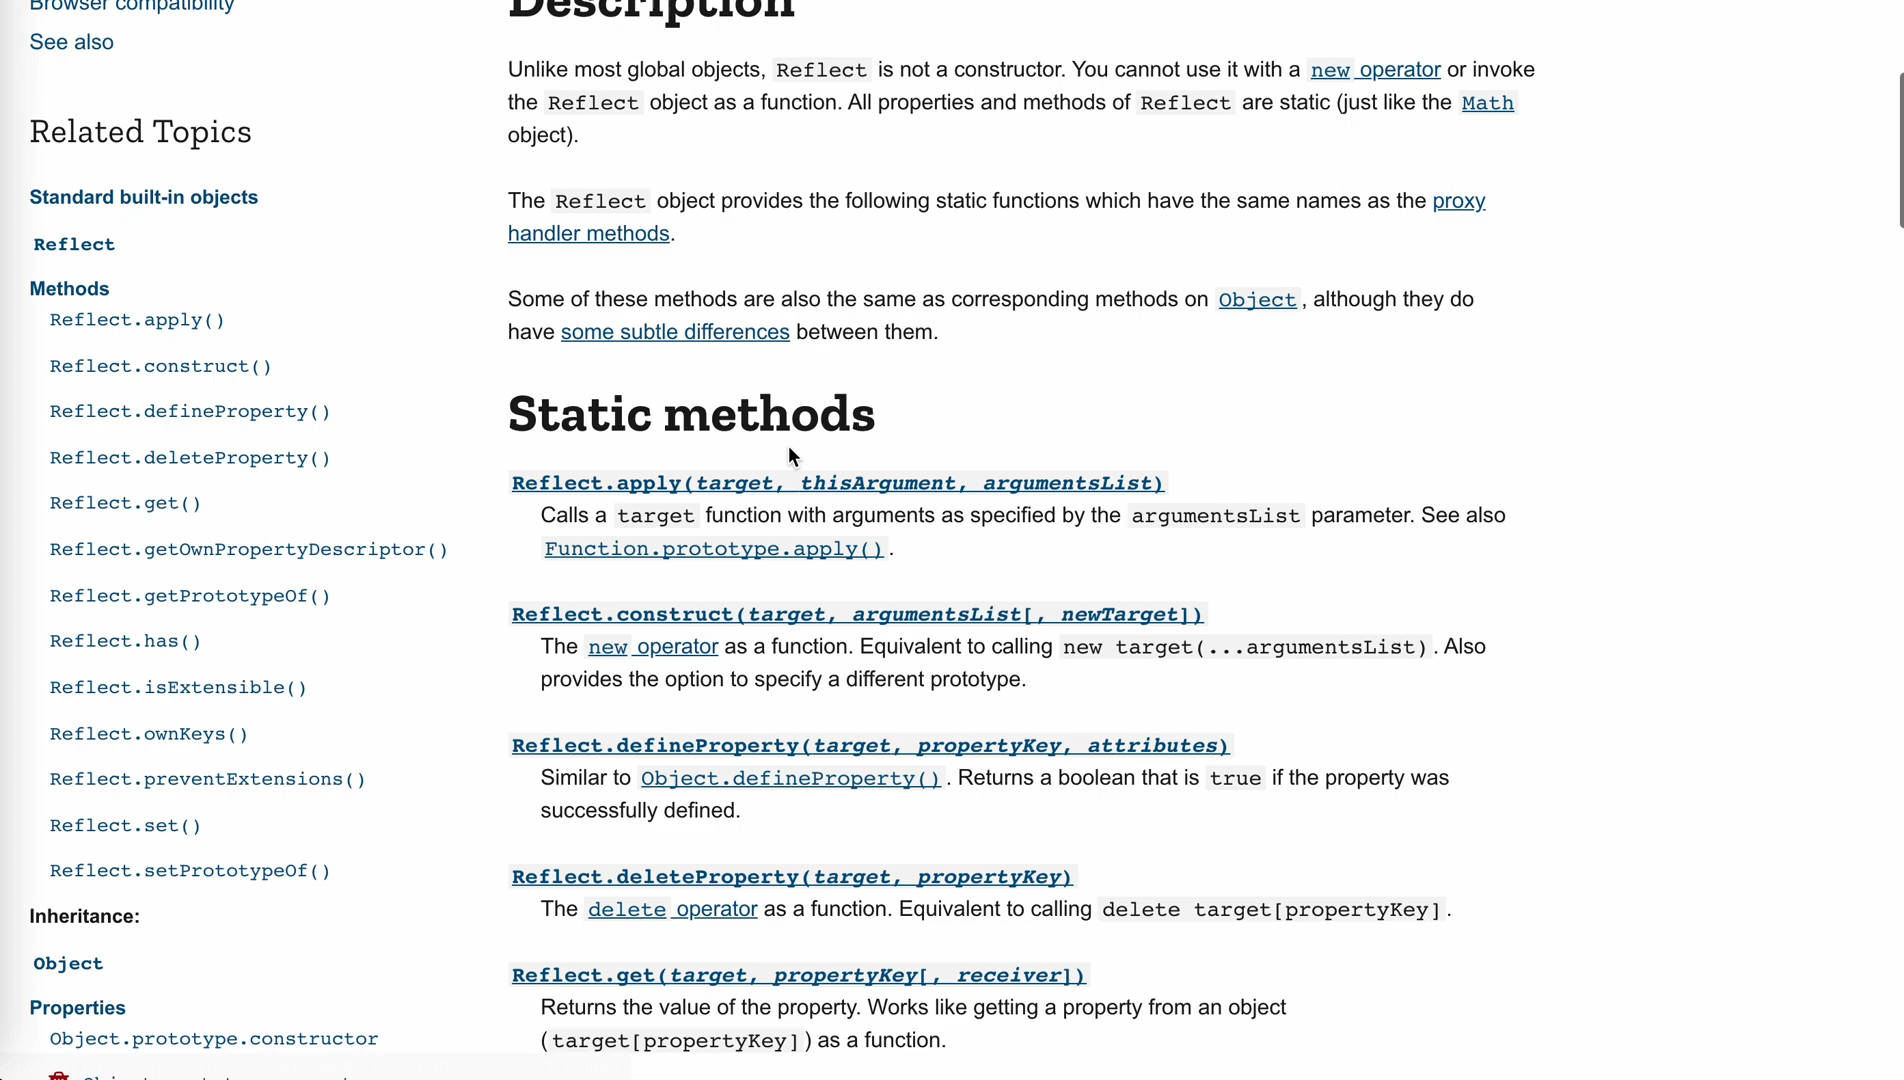 Browser compatibility
See also
Related Topics
Standard built-in objects
Reflect
Methods
Reflect.apply()
Reflect.construct()
Reflect.defineProperty()
Reflect.deleteProperty()
Reflect.get()
Reflect.getOwnPropertyDescriptor()
Reflect.getPrototypeOf()
Reflect.has()
Reflect.isExtensible()
Reflect.ownKeys()
Reflect.preventExtensions()
Reflect.set()
Reflect.setPrototypeOf()
Inheritance:
Object
Properties
Object.prototype.constructor
Description
Unlike most global objects, Reflect is not a constructor. You cannot use it with a new operator or invoke
the Reflect object as a function. All properties and methods of Reflect are static (just like the Math
object).
The Reflect object provides the following static functions which have the same names as the proxy
handler methods.
Some of these methods are also the same as corresponding methods on Object, although they do
have some subtle differences between them.
Static methods
Reflect.apply(target, thisArgument, argumentsList)
Calls a target function with arguments as specified by the argumentsList parameter. See also
Function.prototype.apply().
Reflect.construct(target, argumentsList[, newTarget])
The new operator as a function. Equivalent to calling new target(...argumentsList). Also
provides the option to specify a different prototype.
Reflect.defineProperty(target, propertyKey, attributes)
Similar to Object.defineProperty(). Returns a boolean that is true if the property was
successfully defined.
Reflect.deleteProperty(target, propertyKey)
The delete operator as a function. Equivalent to calling delete target[propertyKey].
Reflect.get(target, propertyKey[, receiver])
Returns the value of the property. Works like getting a property from an object
(target[propertyKey]) as a function.